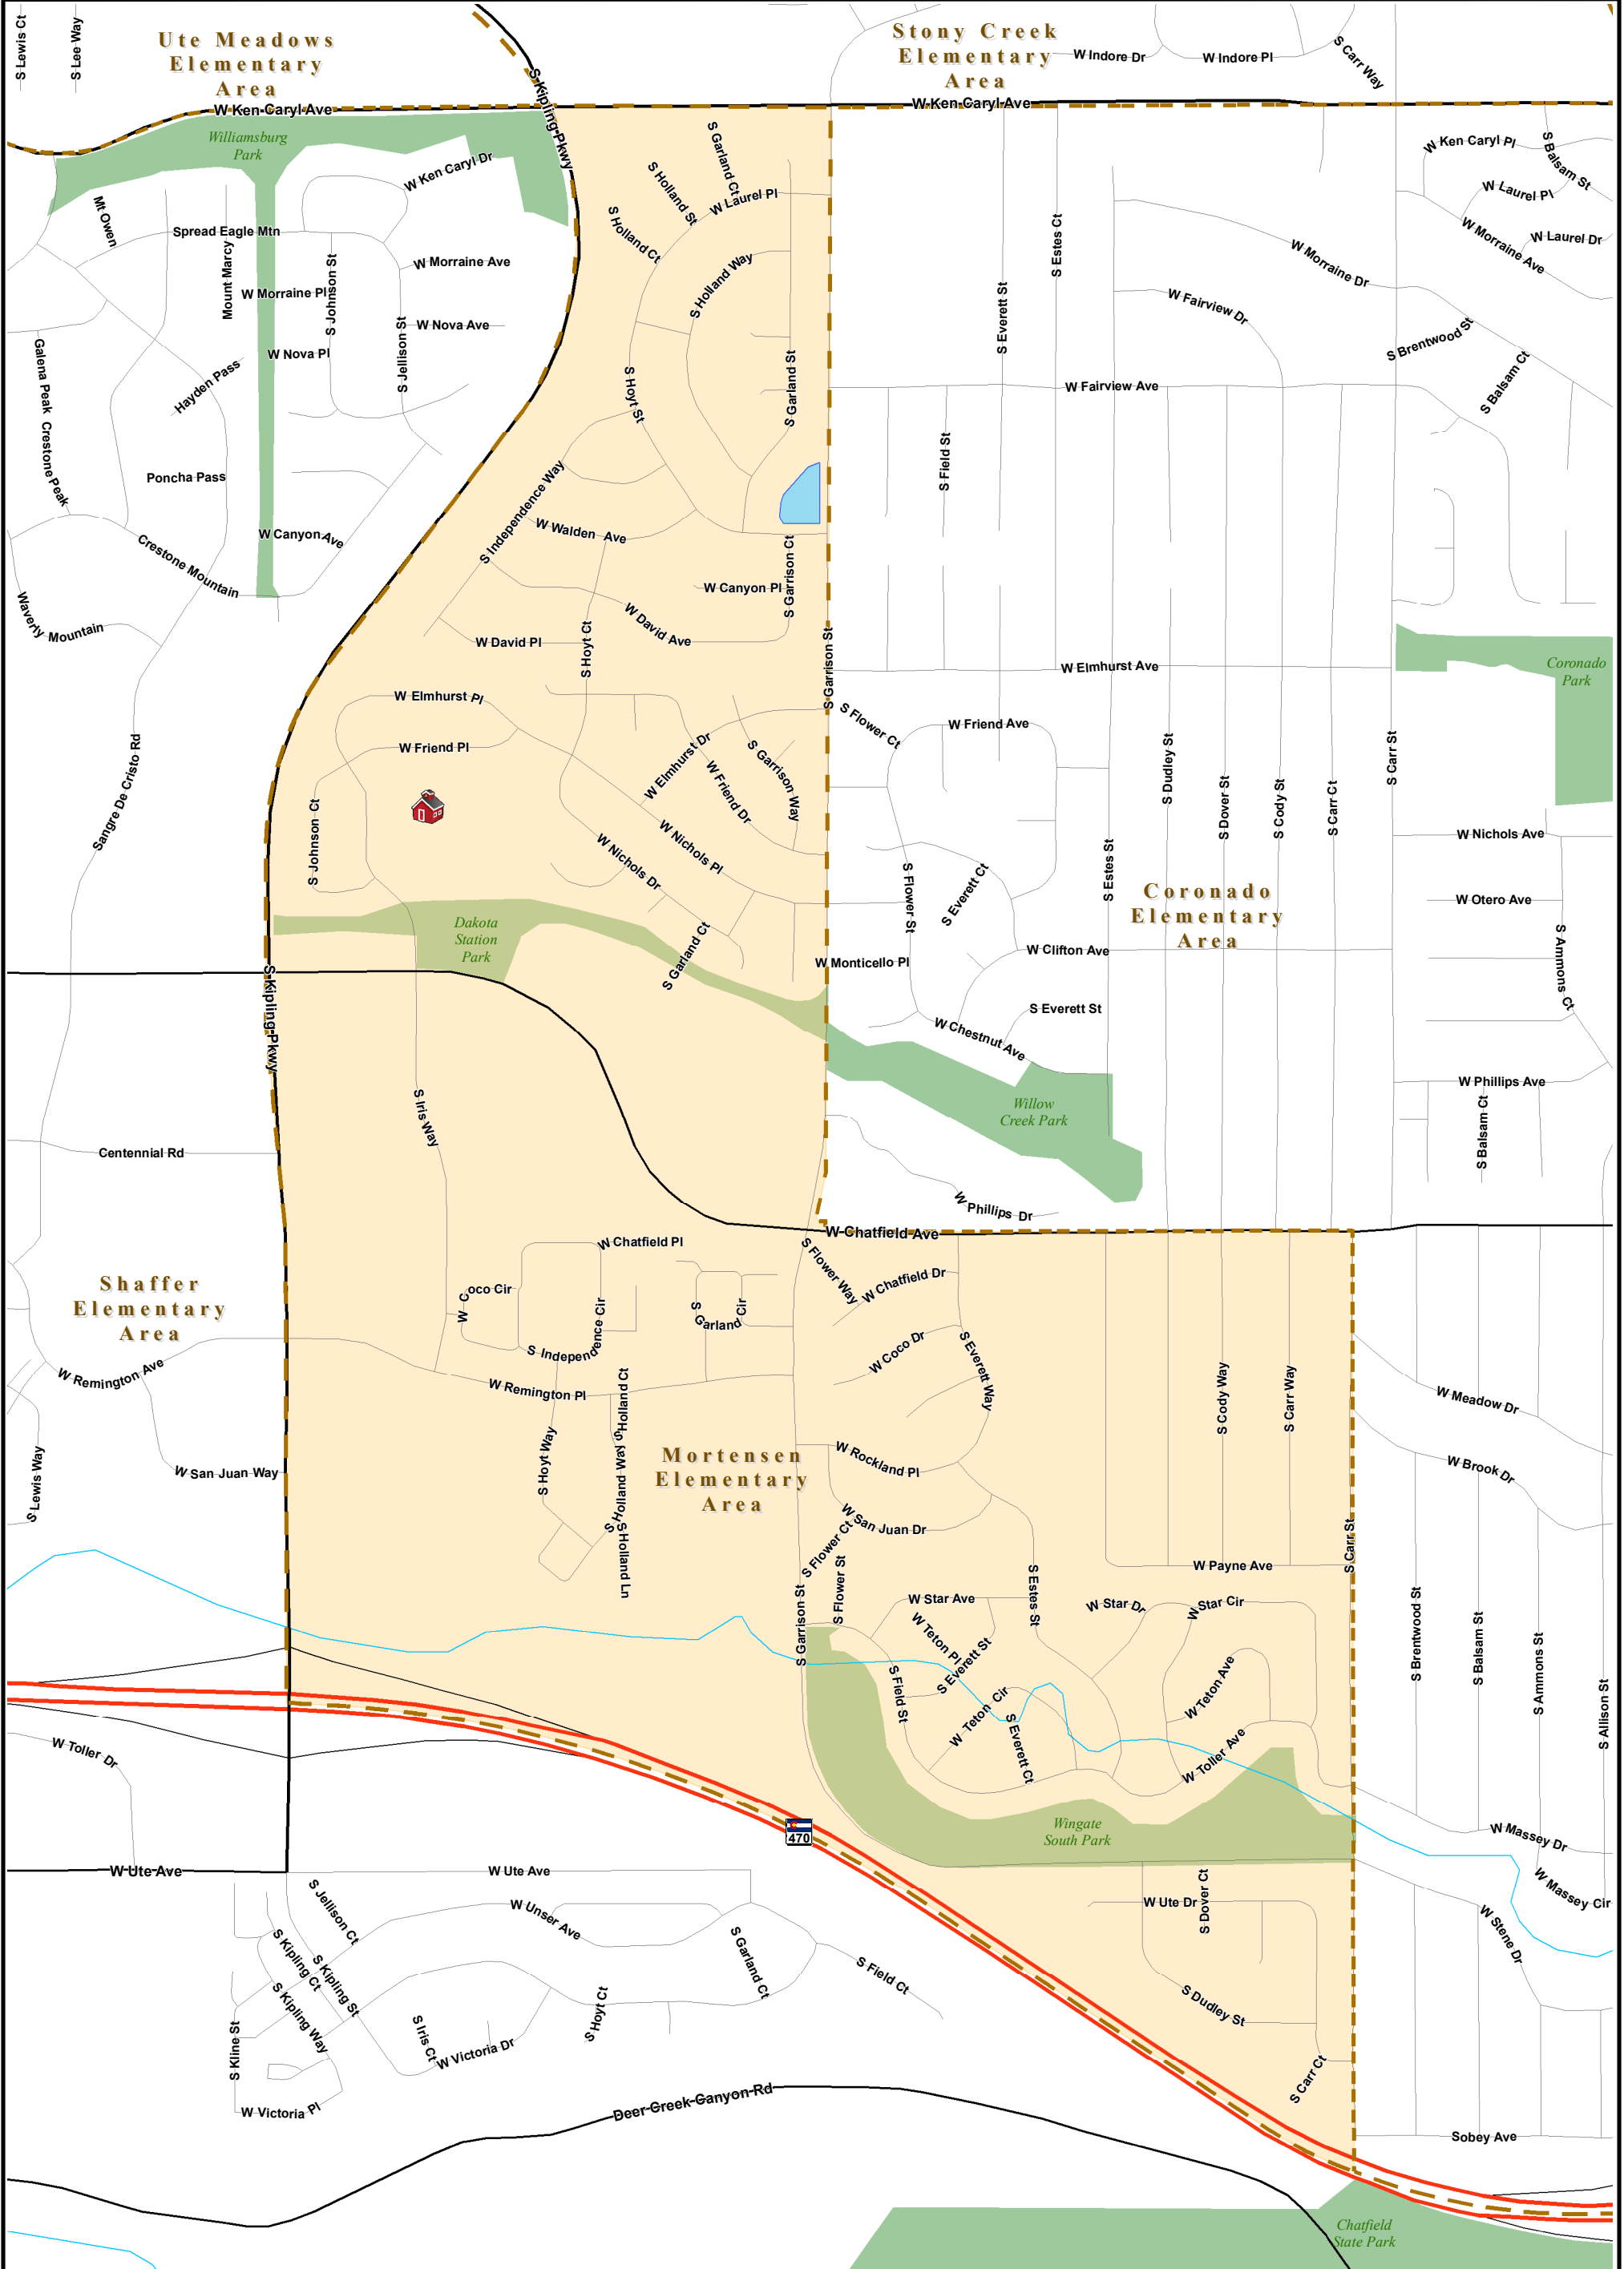 S Lewis Ct
S Lee Way
Ute Meadows
Elementary
Area
Stony Creek
Elementary
Area
W Indore Dr
W Indore Pl
S Carr Way
S Kipling Pkwy
W Ken Caryl Ave
W Ken Caryl Ave
Williamsburg
Park
W Ken Caryl Dr
S Garland Ct
S Holland St
W Laurel Pl
S Holland Ct
S Holland Way
W Ken Caryl Pl
S Balsam St
W Laurel Pl
W Laurel Dr
W Morraine Ave
W Morraine Dr
Mt Owen
Spread Eagle Mtn
Mount Marcy
W Morraine Pl
S Johnson St
W Morraine Ave
W Nova Ave
W Nova Pl
S Jellison St
Hayden Pass
Galena Peak
Crestone Peak
Poncha Pass
W Canyon Ave
Crestone Mountain
Waverly Mountain
S Estes Ct
S Everett St
W Fairview Dr
S Brentwood St
S Balsam Ct
W Fairview Ave
S Hoyt St
S Garland St
S Field St
S Independence Way
W Walden Ave
W Canyon Pl
S Garrison Ct
W David Ave
W David Pl
S Hoyt Ct
S Garrison St
W Elmhurst Ave
Coronado
Park
W Elmhurst Pl
W Friend Pl
S Flower Ct
W Friend Ave
W Elmhurst Dr
S Garrison Way
W Friend Dr
S Dudley St
S Dover St
S Cody St
S Carr Ct
S Carr St
Sangre De Cristo Rd
S Johnson Ct
W Nichols Pl
W Nichols Dr
W Nichols Ave
S Flower St
S Everett Ct
S Estes St
Coronado
Elementary
Area
W Otero Ave
Dakota
Station
Park
S Garland Ct
W Monticello Pl
W Clifton Ave
S Ammons Ct
S Kipling Pkwy
S Everett St
W Chestnut Ave
W Phillips Ave
S Balsam Ct
Willow
Creek Park
S Iris Way
Centennial Rd
W Phillips Dr
W Chatfield Ave
W Chatfield Pl
S Flower Way
W Chatfield Dr
Shaffer
Elementary
Area
W Coco Cir
S Independence Cir
S Garland Cir
W Coco Dr
S Everett Way
W Remington Ave
W Remington Pl
S Holland Ct
S Cody Way
S Carr Way
W Meadow Dr
S Hoyt Way
S Holland Way
S Holland Ln
Mortensen
Elementary
Area
W Rockland Pl
W Brook Dr
S Lewis Way
W San Juan Way
W San Juan Dr
S Flower Ct
S Flower St
S Garrison St
S Carr St
W Payne Ave
W Star Ave
S Estes St
W Star Dr
W Star Cir
W Teton Pl
S Everett St
S Field St
W Teton Cir
S Everett Ct
W Teton Ave
W Toller Ave
S Brentwood St
S Balsam St
S Ammons St
S Allison St
W Toller Dr
470
Wingate
South Park
W Massey Dr
W Massey Cir
W Ute Ave
W Ute Ave
W Ute Dr
S Dover Ct
W Stene Dr
S Jellison Ct
W Unser Ave
S Kipling Ct
S Kipling St
S Kipling Way
S Garland Ct
S Field Ct
S Dudley St
S Hoyt Ct
S Iris Ct
W Victoria Dr
S Kline St
W Victoria Pl
S Carr Ct
Deer Creek Canyon Rd
Sobey Ave
Chatfield
State Park